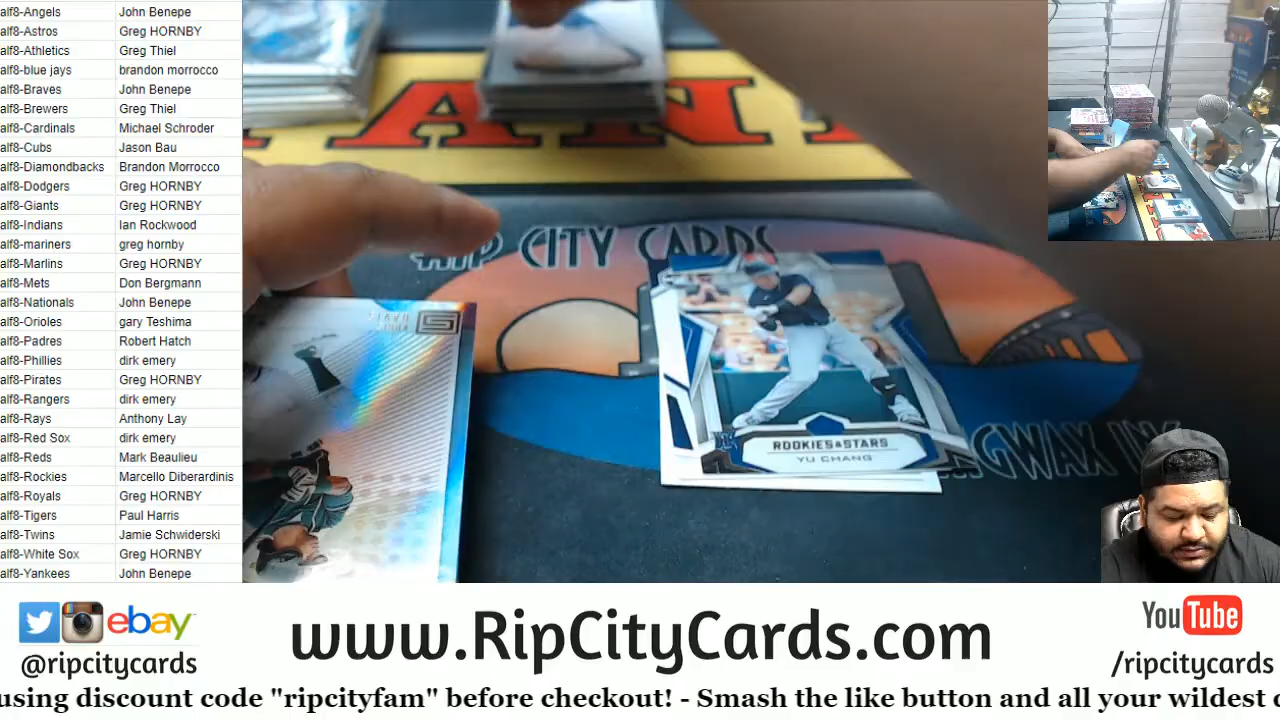 alf8-Angels John Benepe
alf8-Astros Greg HORNBY
alf8-Athletics Greg Thiel
alf8-blue jays brandon morrocco
alf8-Braves John Benepe
alf8-Brewers Greg Thiel
alf8-Cardinals Michael Schroder
alf8-Cubs Jason Bau
alf8-Diamondbacks Brandon Morrocco
alf8-Dodgers Greg HORNBY
alf8-Giants Greg HORNBY
alf8-Indians Ian Rockwood
alf8-mariners greg hornby
alf8-Marlins Greg HORNBY
alf8-Mets Don Bergmann
alf8-Nationals John Benepe
alf8-Orioles gary Teshima
alf8-Padres Robert Hatch
alf8-Phillies dirk emery
alf8-Pirates Greg HORNBY
alf8-Rangers dirk emery
alf8-Rays Anthony Lay
alf8-Red Sox dirk emery
alf8-Reds Mark Beaulieu
alf8-Rockies Marcello Diberardinis
alf8-Royals Greg HORNBY
alf8-Tigers Paul Harris
alf8-Twins Jamie Schwiderski
alf8-White Sox Greg HORNBY
alf8-Yankees John Benepe
CITY CARDS
ROOKIES & STARS
YU CHANG
ebay
@ripcitycards
www.RipCityCards.com
YouTube
/ripcitycards
using discount code "ripcityfam" before checkout! - Smash the like button and all your wildest